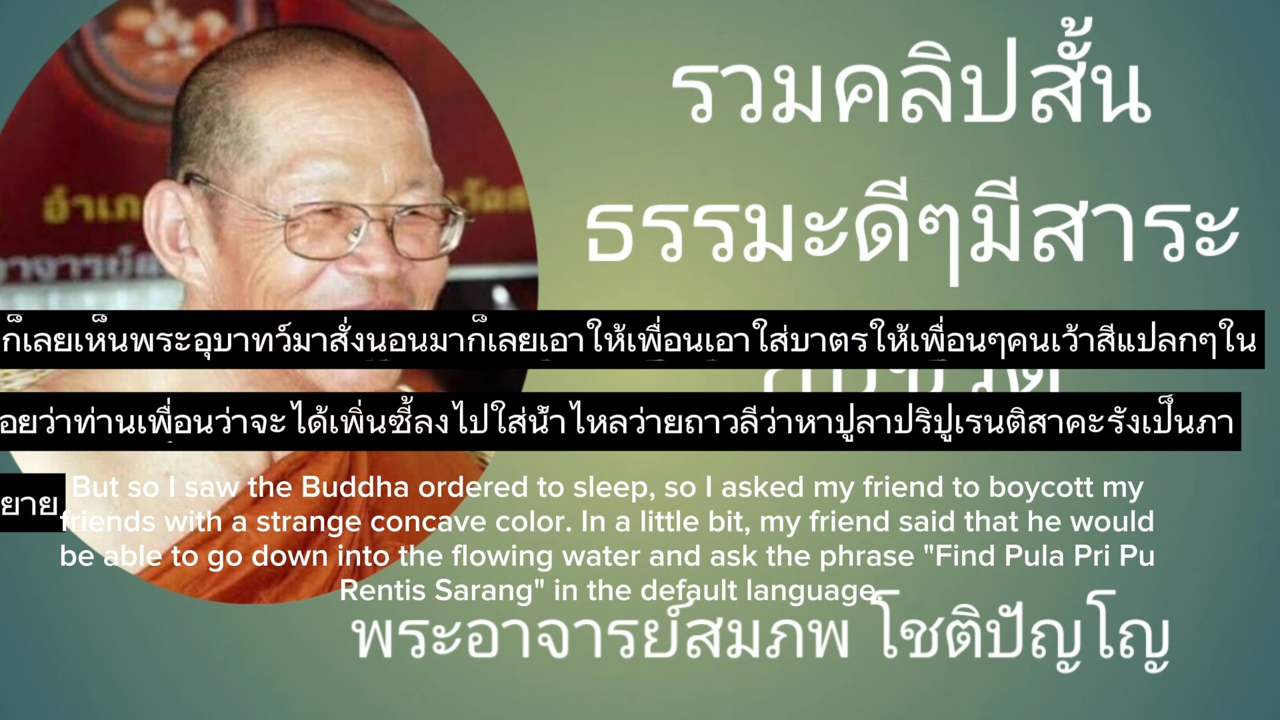 รวมคลิปสั้น
ธรรมะดีๆมีสาระ
อำเภ
ก็เลยเห็นพระอุบาทว์มาสั่งนอนมาก็เลยเอาให้เพื่อนเอาใส่บาตรให้เพื่อนๆคนเว้าสีแปลกๆใน
อยว่าท่านเพื่อนว่าจะได้เพิ่นซี้ลงไปใส่น้ำไหลว่ายถาวลีว่าหาปูลาปริปูเรนติสาคะรังเป็นภา
ยาย
But so I saw the Buddha ordered to sleep, so I asked my friend to boycott my
friends with a strange concave color. In a little bit, my friend said that he would
be able to go down into the flowing water and ask the phrase "Find Pula Pri Pu
Rentis Sarang" in the default language.
พระอาจารย์สมภพ โชติปัญโญ